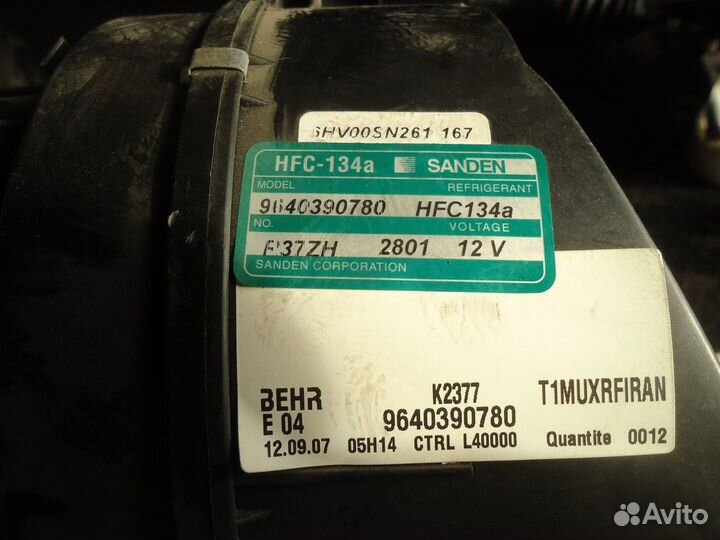 6HV00SN261 167
HFC-134a SANDEN
MODEL REFRIGERANT
9640390780 HFC134a
NO. VOLTAGE
2801 12 V
SANDEN CORPORATION
BEHR K2377 T1MUXRFIRAN
E 04 9640390780
12.09.07 05H14 CTRL L40000 Quantite 0012
Avito